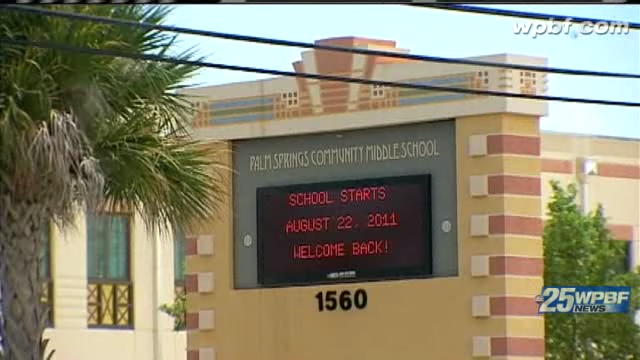 wpbf.com
PALM SPRINGS COMMUNITY MIDDLE SCHOOL
SCHOOL STARTS
AUGUST 22, 2011
WELCOME BACK!
1560
25 WPBF
NEWS